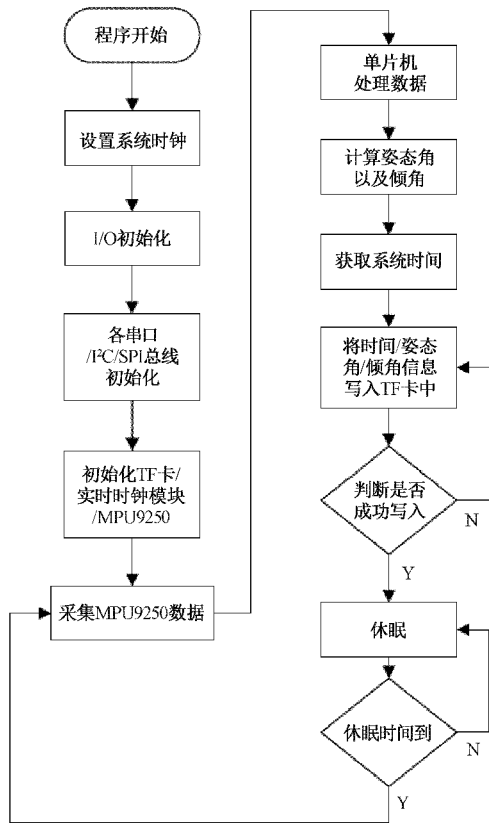 程序开始
设置系统时钟
I/O初始化
各串口
/I²C/SPI总线
初始化
初始化TF卡/
实时时钟模块
/MPU9250
采集MPU9250数据
单片机
处理数据
计算姿态角
以及倾角
获取系统时间
将时间/姿态
角/倾角信息
写入TF卡中
判断是否
成功写入
N
Y
休眠
休眠时间到
N
Y